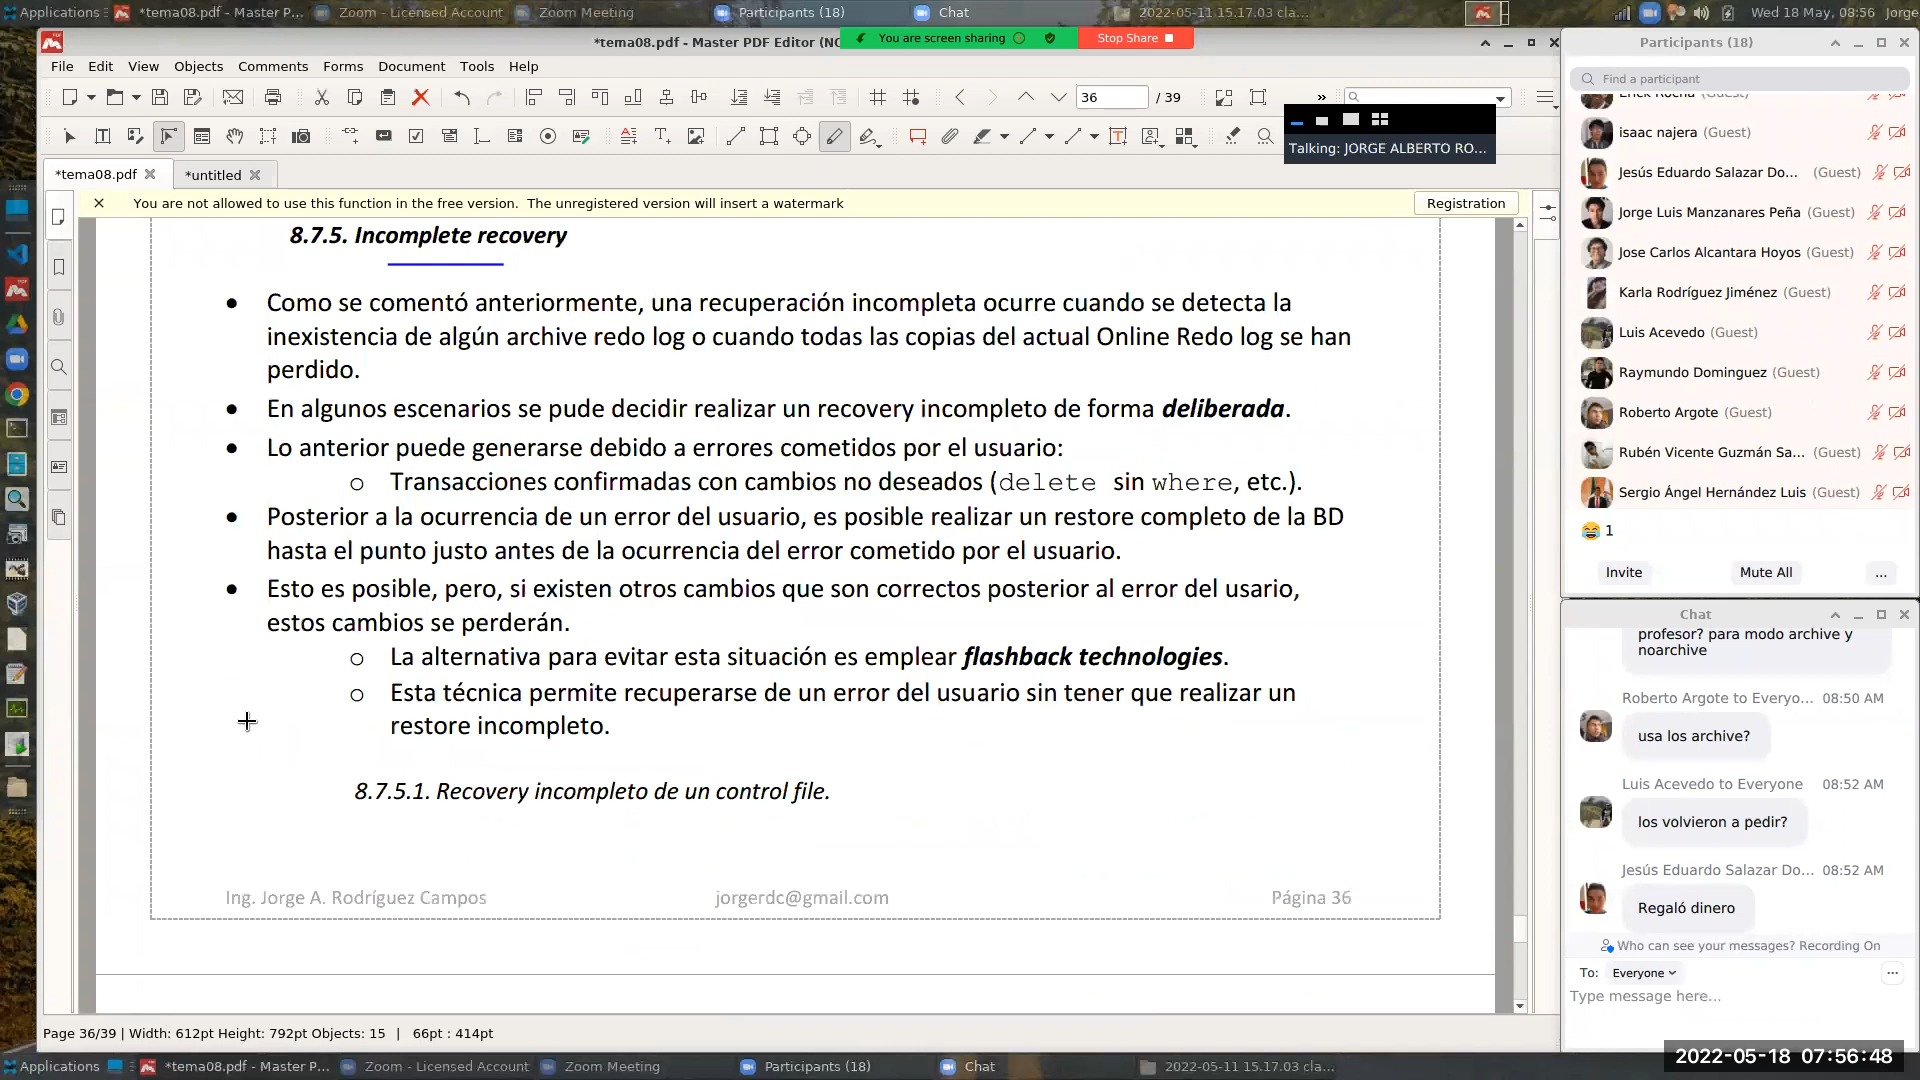 Applications
*tema08.pdf - Master P...
Zoom - Licensed Account
Zoom Meeting
Participants (18)
Chat
2022-05-11 15.17.03 cla...
Wed 18 May, 08:56
Jorge
*tema08.pdf - Master PDF Editor (NO
You are screen sharing
Stop Share
File Edit View Objects Comments Forms Document Tools Help
36 / 39
Talking: JORGE ALBERTO RO...
*tema08.pdf
*untitled
You are not allowed to use this function in the free version. The unregistered version will insert a watermark
Registration
8.7.5. Incomplete recovery
• Como se comentó anteriormente, una recuperación incompleta ocurre cuando se detecta la
inexistencia de algún archive redo log o cuando todas las copias del actual Online Redo log se han
perdido.
• En algunos escenarios se pude decidir realizar un recovery incompleto de forma deliberada.
• Lo anterior puede generarse debido a errores cometidos por el usuario:
o Transacciones confirmadas con cambios no deseados (delete sin where, etc.).
• Posterior a la ocurrencia de un error del usuario, es posible realizar un restore completo de la BD
hasta el punto justo antes de la ocurrencia del error cometido por el usuario.
• Esto es posible, pero, si existen otros cambios que son correctos posterior al error del usario,
estos cambios se perderán.
o La alternativa para evitar esta situación es emplear flashback technologies.
o Esta técnica permite recuperarse de un error del usuario sin tener que realizar un
restore incompleto.
8.7.5.1. Recovery incompleto de un control file.
Ing. Jorge A. Rodríguez Campos
jorgerdc@gmail.com
Página 36
Page 36/39 | Width: 612pt Height: 792pt Objects: 15 | 66pt : 414pt
Participants (18)
Find a participant
Erick Rocha (Guest)
isaac najera (Guest)
Jesús Eduardo Salazar Do... (Guest)
Jorge Luis Manzanares Peña (Guest)
Jose Carlos Alcantara Hoyos (Guest)
Karla Rodríguez Jiménez (Guest)
Luis Acevedo (Guest)
Raymundo Dominguez (Guest)
Roberto Argote (Guest)
Rubén Vicente Guzmán Sa... (Guest)
Sergio Ángel Hernández Luis (Guest)
1
Invite
Mute All
...
Chat
profesor? para modo archive y
noarchive
Roberto Argote to Everyo... 08:50 AM
usa los archive?
Luis Acevedo to Everyone 08:52 AM
los volvieron a pedir?
Jesús Eduardo Salazar Do... 08:52 AM
Regaló dinero
Who can see your messages? Recording On
To: Everyone
Type message here...
Applications
*tema08.pdf - Master P...
Zoom - Licensed Account
Zoom Meeting
Participants (18)
Chat
2022-05-11 15.17.03 cla...
2022-05-18 07:56:48